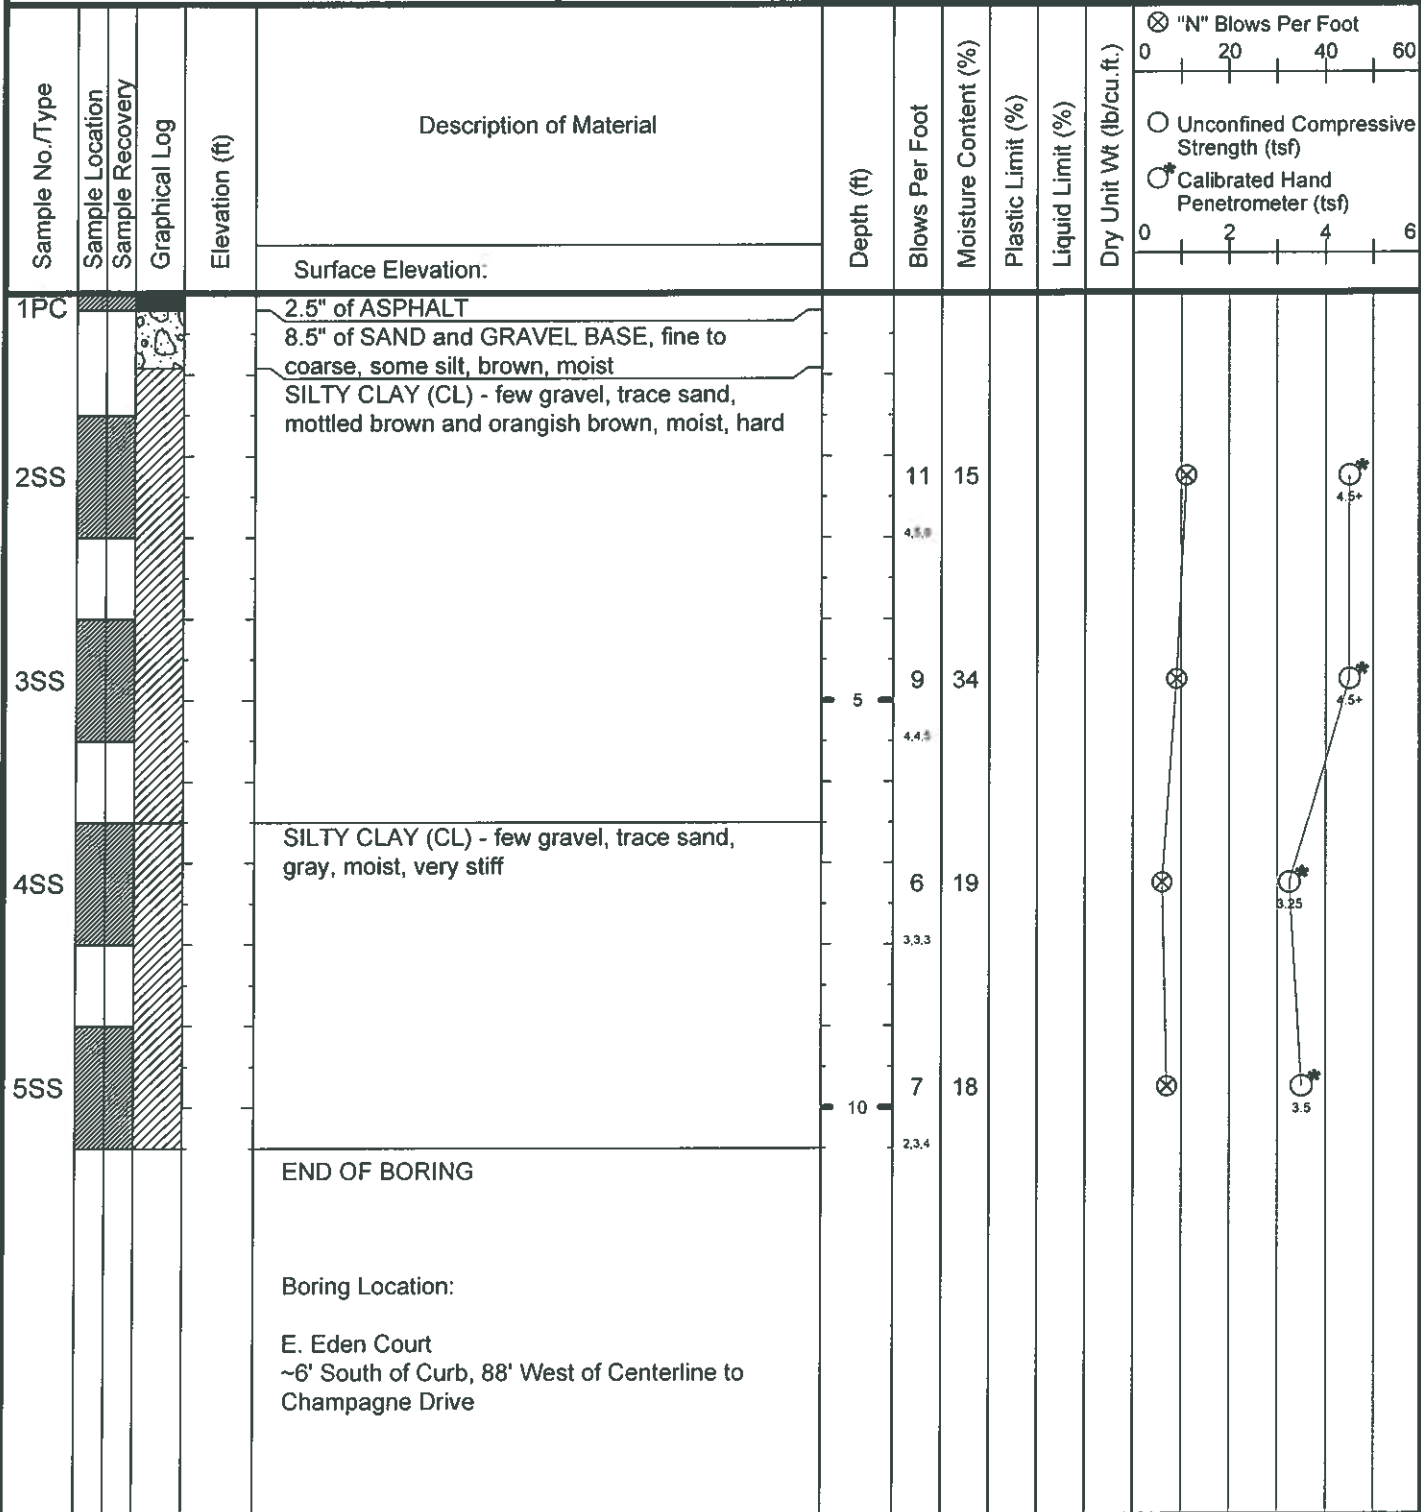 Sample No./Type
Sample Location
Sample Recovery
Graphical Log
Elevation (ft)
Description of Material
Surface Elevation:
Depth (ft)
Blows Per Foot
Moisture Content (%)
Plastic Limit (%)
Liquid Limit (%)
Dry Unit Wt (lb/cu.ft.)
"N" Blows Per Foot
0 20 40 60
Unconfined Compressive
Strength (tsf)
* Calibrated Hand
Penetrometer (tsf)
0 2 4 6
1PC
2.5" of ASPHALT
8.5" of SAND and GRAVEL BASE, fine to
coarse, some silt, brown, moist
SILTY CLAY (CL) - few gravel, trace sand,
mottled brown and orangish brown, moist, hard
2SS 11 15 *
4.5+
3SS 9 34 *
5 4.5+
4,4,5
SILTY CLAY (CL) - few gravel, trace sand,
gray, moist, very stiff
4SS 6 19 *
3.25
3,3,3
5SS 7 18 *
10 3.5
2,3,4
END OF BORING
Boring Location:
E. Eden Court
~6' South of Curb, 88' West of Centerline to
Champagne Drive